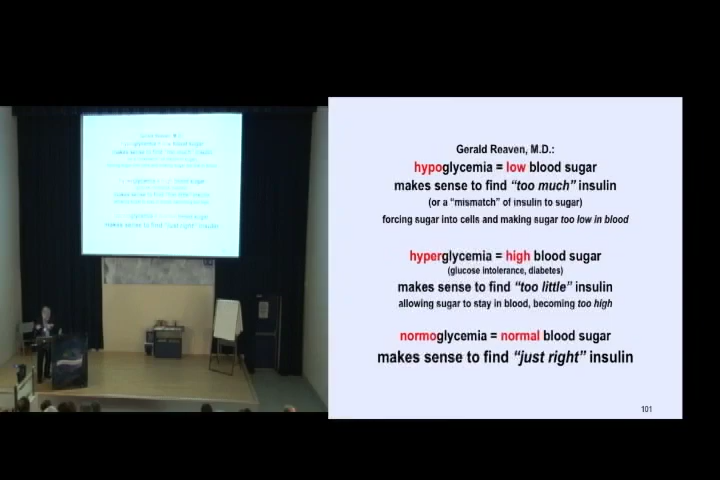 Gerald Reaven, M.D.:
hypoglycemia = low blood sugar
makes sense to find “too much” insulin
(or a “mismatch” of insulin to sugar)
forcing sugar into cells and making sugar too low in blood
hyperglycemia = high blood sugar
(glucose intolerance, diabetes)
makes sense to find “too little” insulin
allowing sugar to stay in blood, becoming too high
normoglycemia = normal blood sugar
makes sense to find “just right” insulin
101